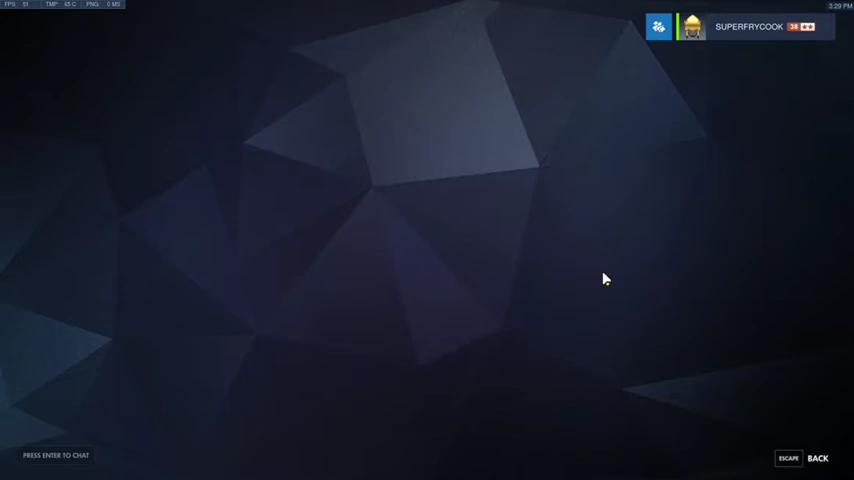 FPS: 51 TMP: 65 C PNG: 0 MS
3:29 PM
SUPERFRYCOOK 38
PRESS ENTER TO CHAT
ESCAPE BACK